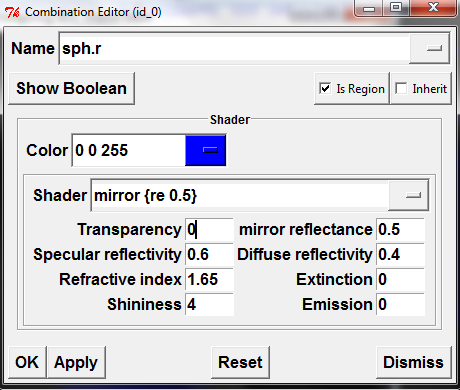 Combination Editor (id_0)
Name sph.r
Show Boolean Is Region Inherit
Shader
Color 0 0 255
Shader mirror {re 0.5}
Transparency 0 mirror reflectance 0.5
Specular reflectivity 0.6 Diffuse reflectivity 0.4
Refractive index 1.65 Extinction 0
Shininess 4 Emission 0
OK Apply Reset Dismiss